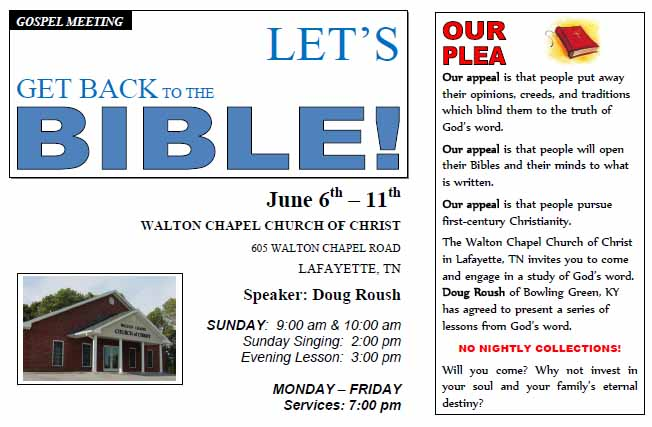 GOSPEL MEETING
LET'S
GET BACK TO THE
BIBLE!
June 6th – 11th
WALTON CHAPEL CHURCH OF CHRIST
605 WALTON CHAPEL ROAD
LAFAYETTE, TN
Speaker: Doug Roush
SUNDAY: 9:00 am & 10:00 am
Sunday Singing: 2:00 pm
Evening Lesson: 3:00 pm
MONDAY – FRIDAY
Services: 7:00 pm
WALTON CHAPEL
CHURCH of CHRIST
OUR
PLEA
Our appeal is that people put away
their opinions, creeds, and traditions
which blind them to the truth of
God's word.
Our appeal is that people will open
their Bibles and their minds to what
is written.
Our appeal is that people pursue
first-century Christianity.
The Walton Chapel Church of Christ
in Lafayette, TN invites you to come
and engage in a study of God's word.
Doug Roush of Bowling Green, KY
has agreed to present a series of
lessons from God's word.
NO NIGHTLY COLLECTIONS!
Will you come? Why not invest in
your soul and your family's eternal
destiny?